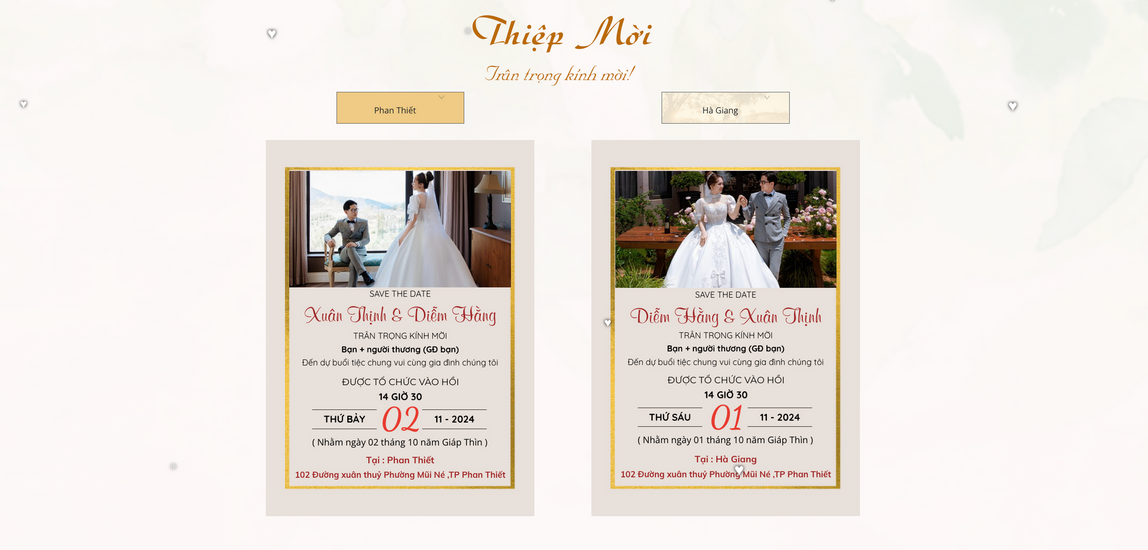 Thiệp Mời
Trân trọng kính mời!
Phan Thiết
Hà Giang
SAVE THE DATE
Xuân Thịnh & Diễm Hằng
TRÂN TRỌNG KÍNH MỜI
Bạn + người thương (GĐ bạn)
Đến dự buổi tiệc chung vui cùng gia đình chúng tôi
ĐƯỢC TỔ CHỨC VÀO HỒI
14 GIỜ 30
THỨ BẢY 02 11 - 2024
( Nhằm ngày 02 tháng 10 năm Giáp Thìn )
Tại : Phan Thiết
102 Đường xuân thuỷ Phường Mũi Né ,TP Phan Thiết
SAVE THE DATE
Diễm Hằng & Xuân Thịnh
TRÂN TRỌNG KÍNH MỜI
Bạn + người thương (GĐ bạn)
Đến dự buổi tiệc chung vui cùng gia đình chúng tôi
ĐƯỢC TỔ CHỨC VÀO HỒI
14 GIỜ 30
THỨ SÁU 01 11 - 2024
( Nhằm ngày 01 tháng 10 năm Giáp Thìn )
Tại : Hà Giang
102 Đường xuân thuỷ Phường Mũi Né ,TP Phan Thiết